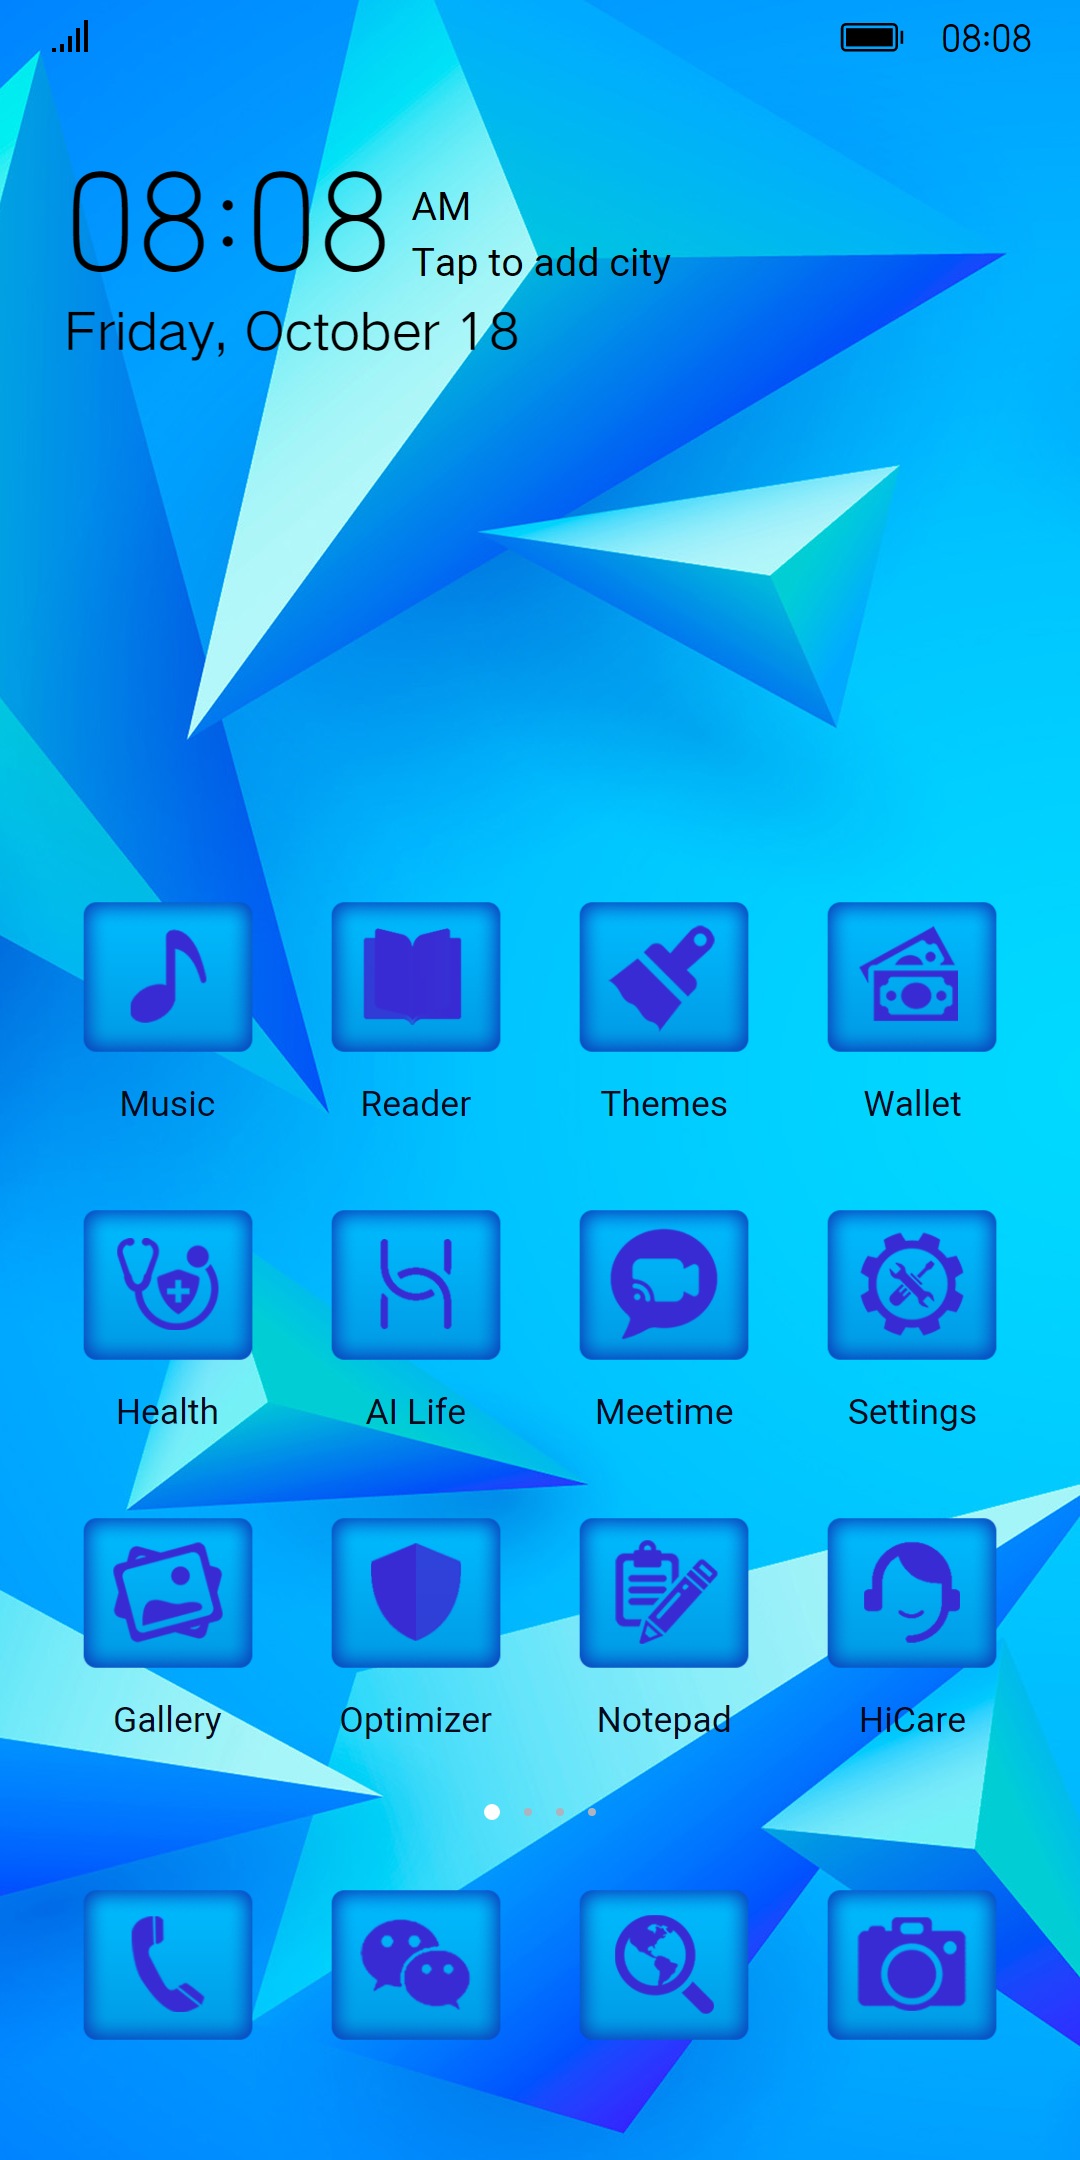 08:08
08:08 AM
Tap to add city
Friday, October 18
Music Reader Themes Wallet
Health AI Life Meetime Settings
Gallery Optimizer Notepad HiCare